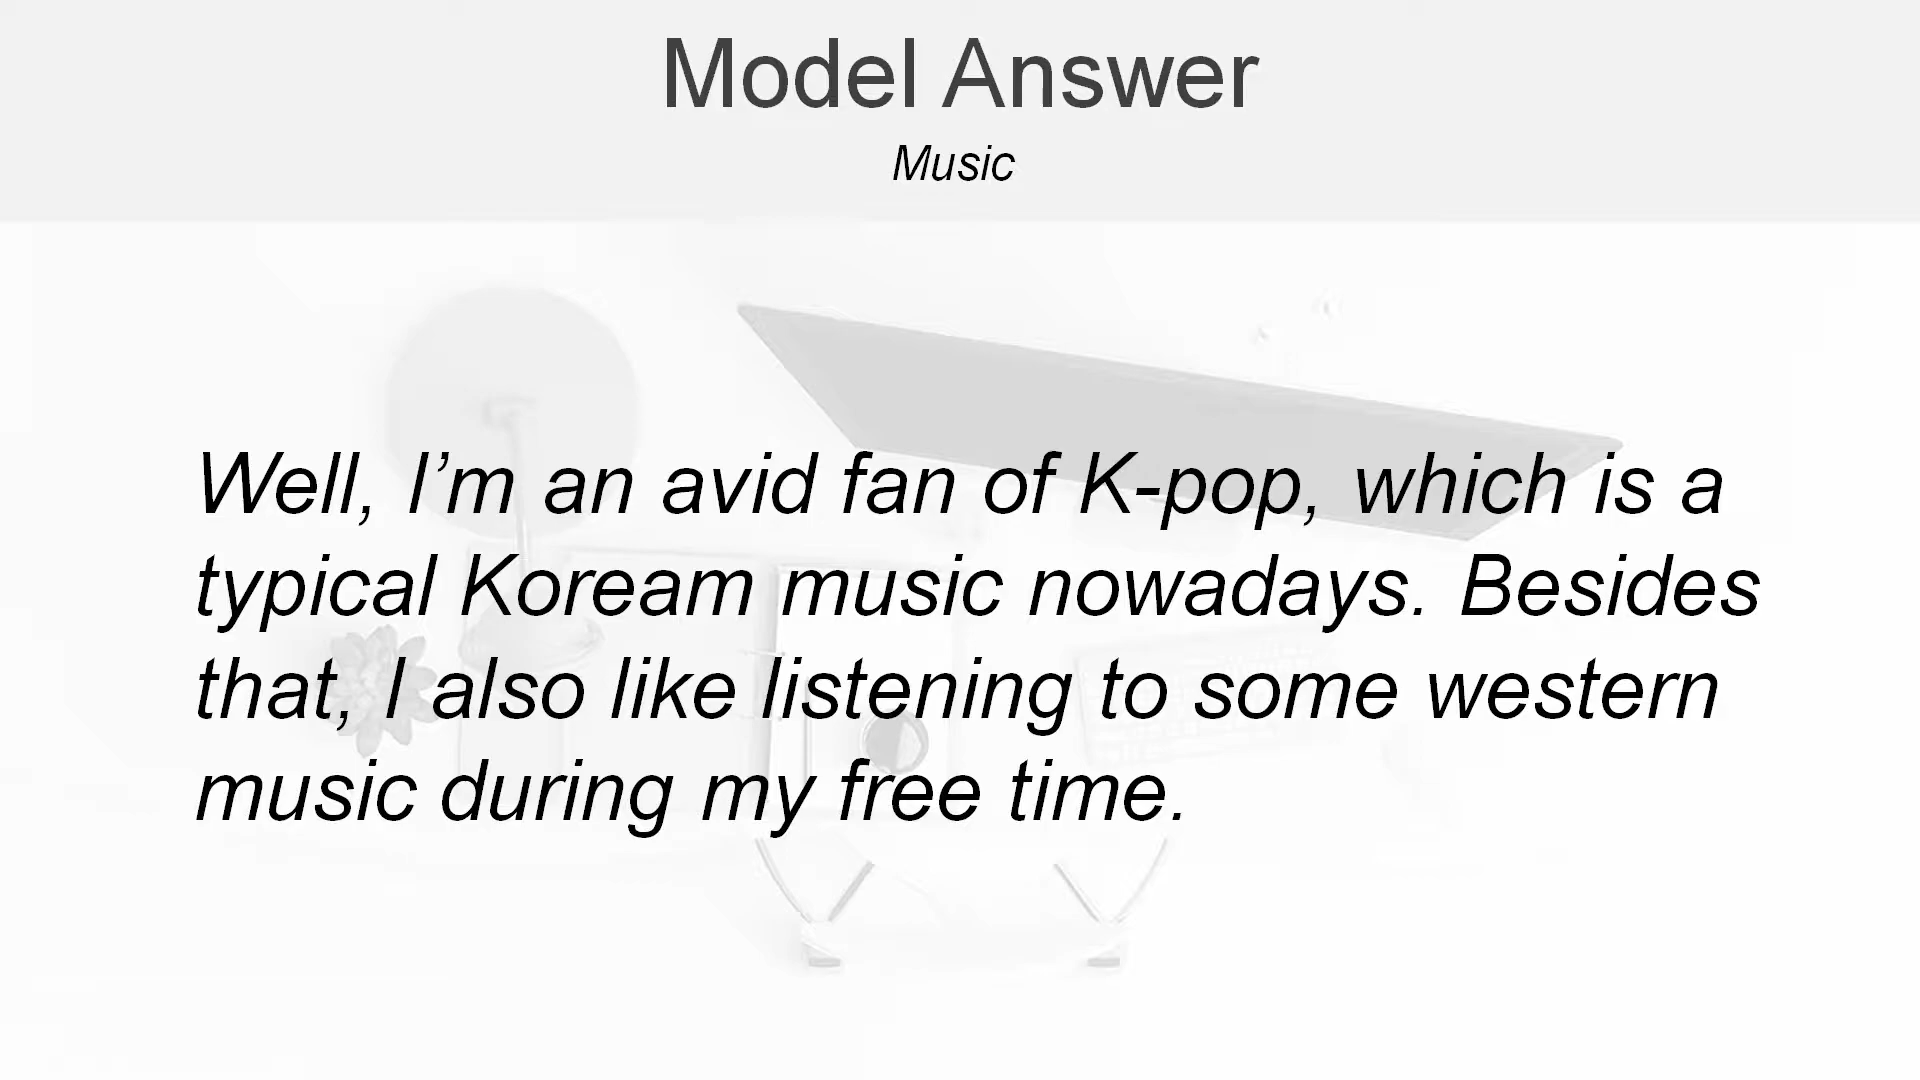 Model Answer
Music
Well, I’m an avid fan of K-pop, which is a
typical Koream music nowadays. Besides
that, I also like listening to some western
music during my free time.